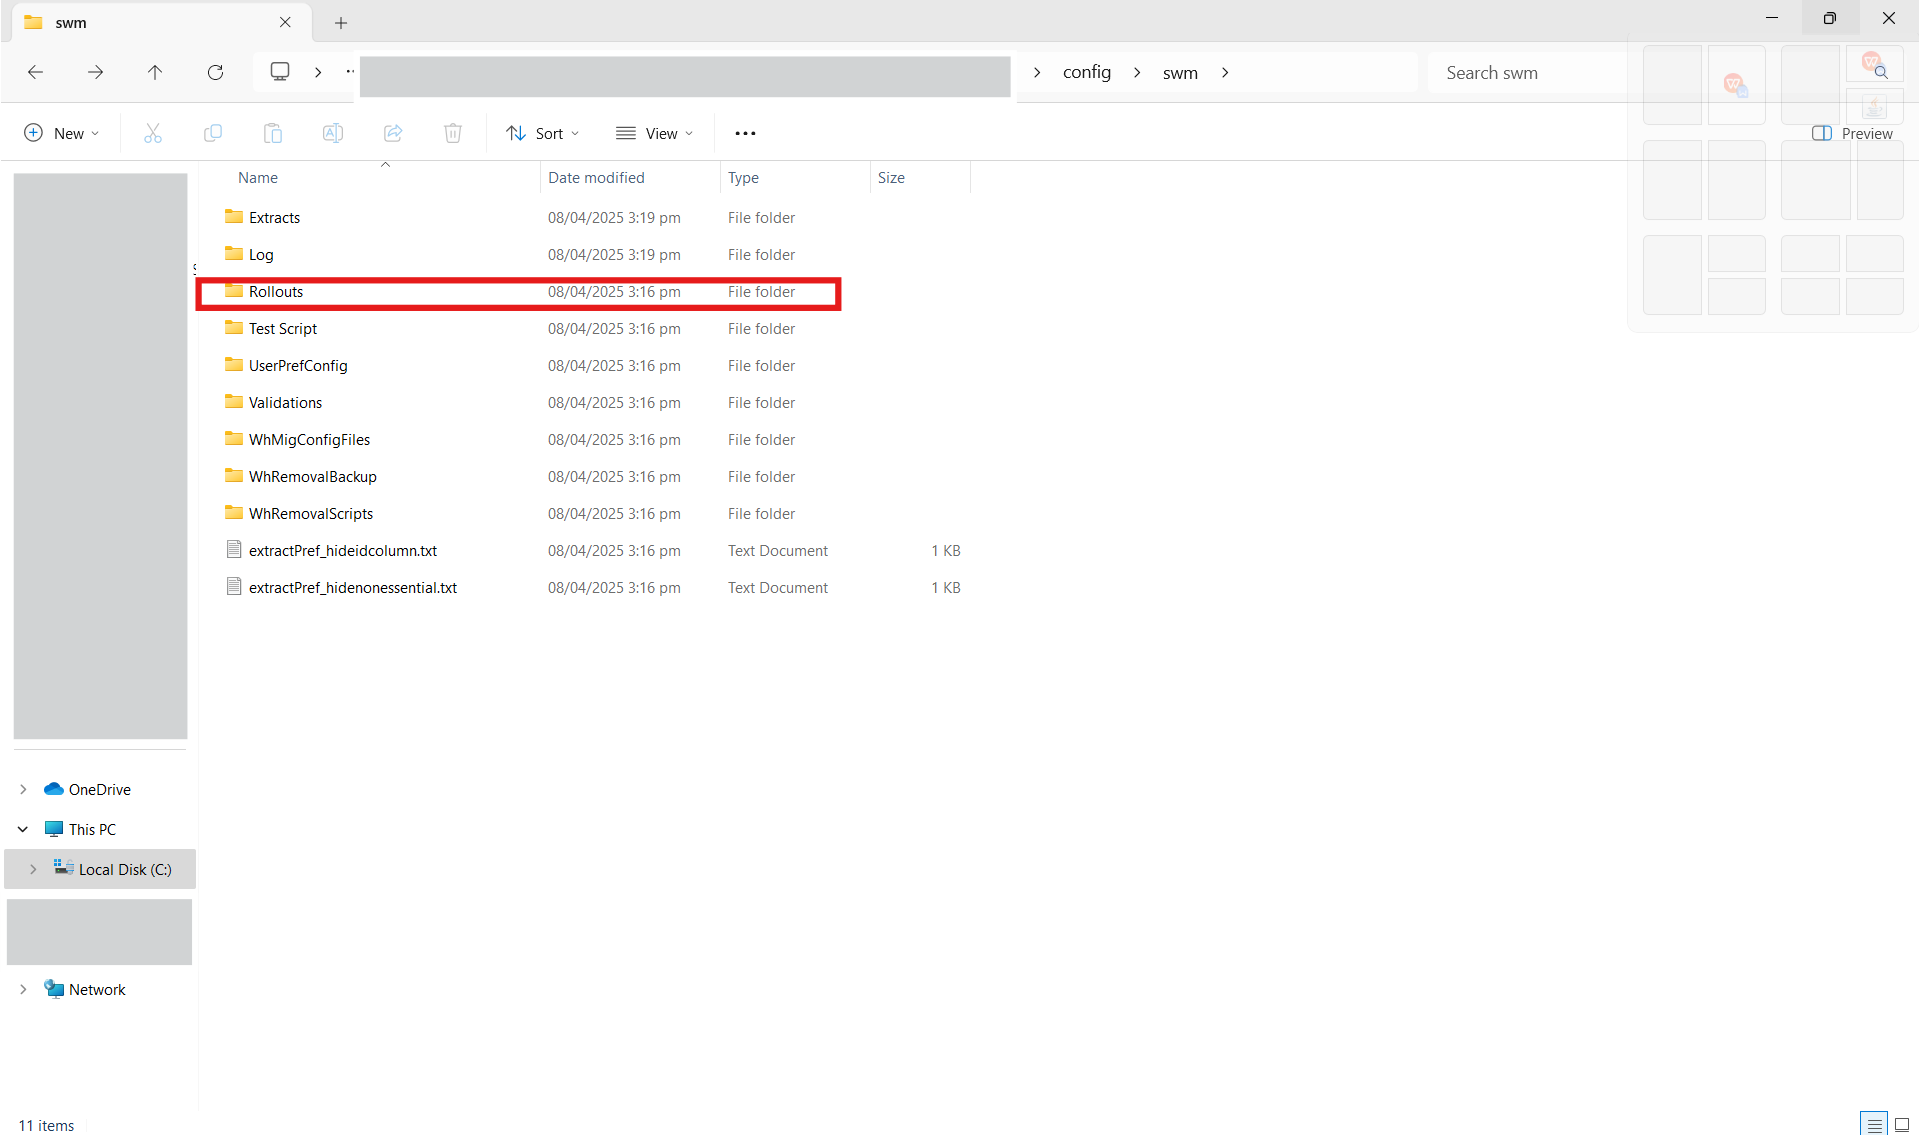 swm
config swm Search swm
New Sort View Preview
Name Date modified Type Size
Extracts 08/04/2025 3:19 pm File folder
Log 08/04/2025 3:19 pm File folder
Rollouts 08/04/2025 3:16 pm File folder
Test Script 08/04/2025 3:16 pm File folder
UserPrefConfig 08/04/2025 3:16 pm File folder
Validations 08/04/2025 3:16 pm File folder
WhMigConfigFiles 08/04/2025 3:16 pm File folder
WhRemovalBackup 08/04/2025 3:16 pm File folder
WhRemovalScripts 08/04/2025 3:16 pm File folder
extractPref_hideidcolumn.txt 08/04/2025 3:16 pm Text Document 1 KB
extractPref_hidenonessential.txt 08/04/2025 3:16 pm Text Document 1 KB
OneDrive
This PC
Local Disk (C:)
Network
11 items